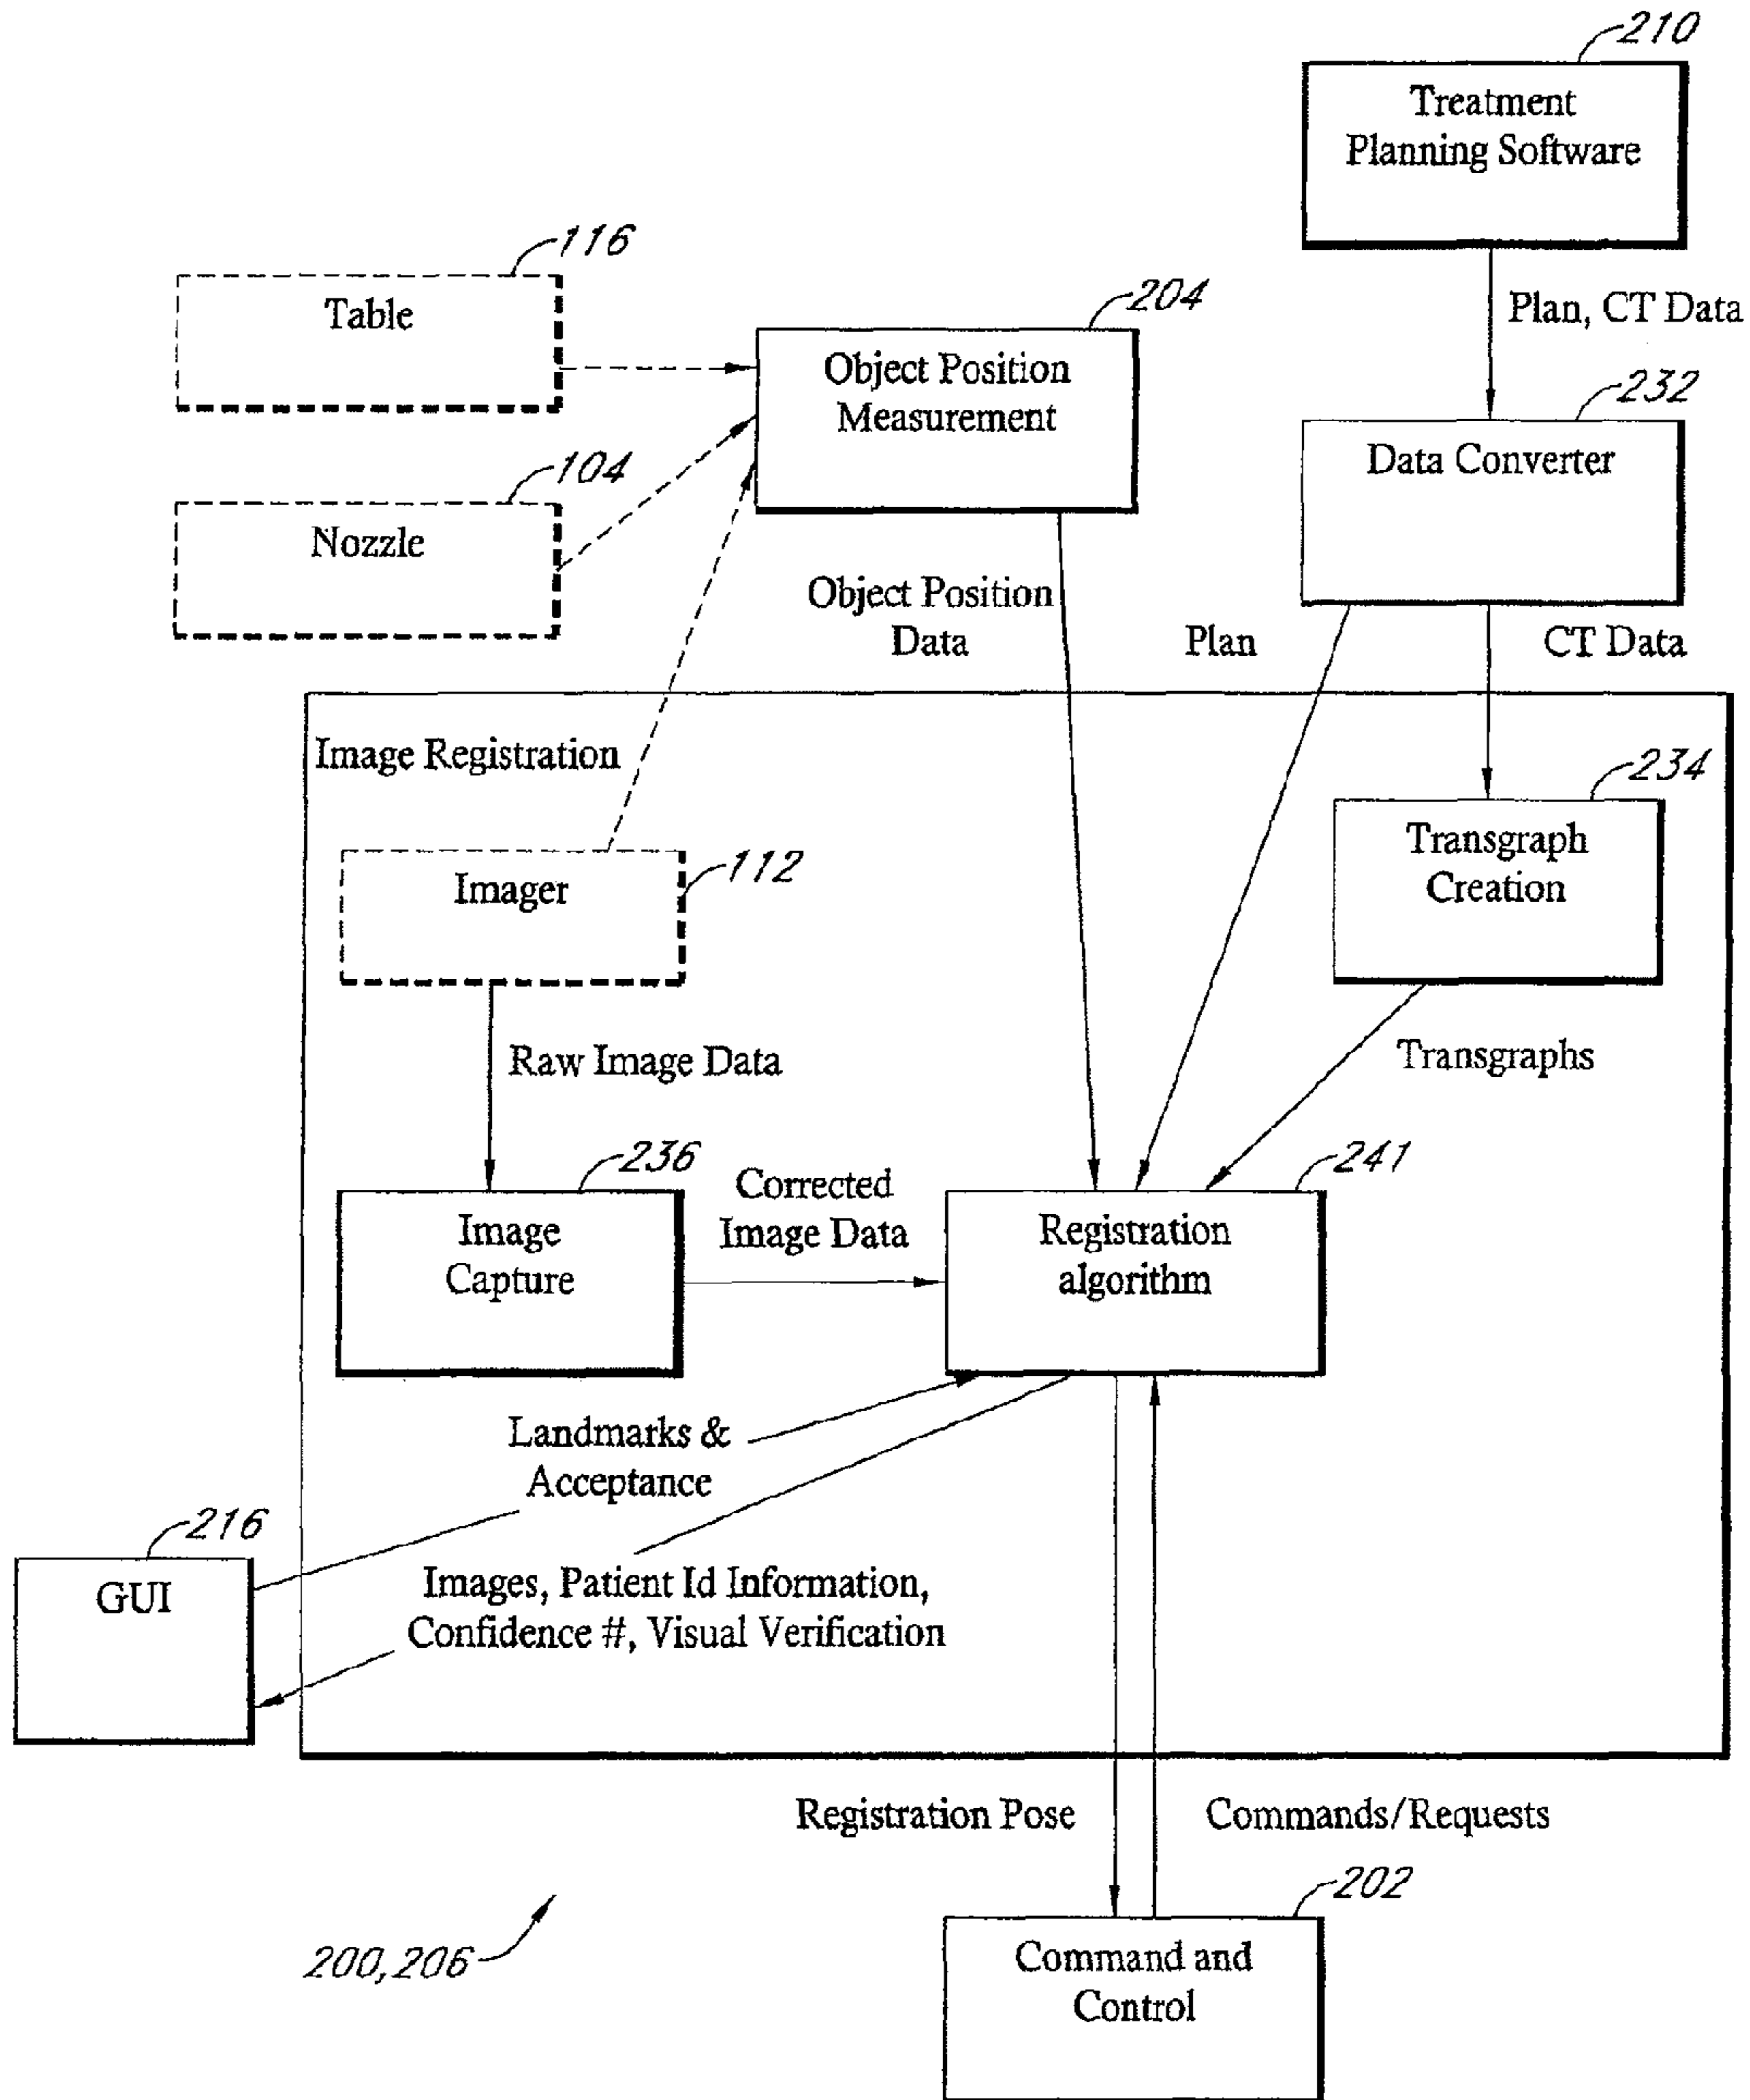 210
Treatment
Planning Software
116
Table
204
Plan, CT Data
Object Position
Measurement
232
Data Converter
104
Nozzle
Object Position
Data
Plan
CT Data
Image Registration
234
Transgraph
Creation
112
Imager
Raw Image Data
Transgraphs
236
Image
Capture
Corrected
Image Data
241
Registration
algorithm
Landmarks &
Acceptance
216
GUI
Images, Patient Id Information,
Confidence #, Visual Verification
Registration Pose
Commands/Requests
202
Command and
Control
200, 206